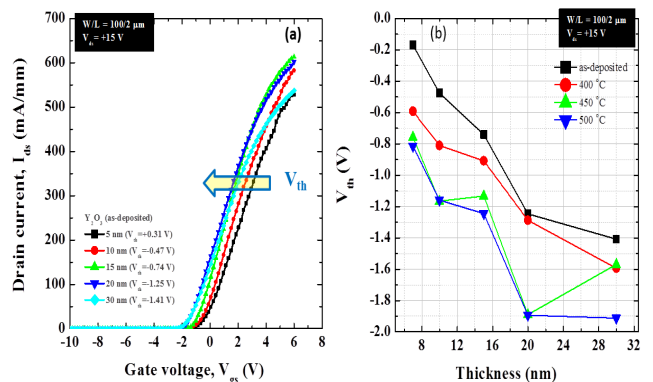 W/L = 100/2 μm
V_ds = +15 V
(a)
Drain current, I_ds (mA/mm)
700
600
500
400
300
200
100
0
V_th
Y_2O_3 (as-deposited)
5 nm (V_th=+0.31 V)
10 nm (V_th=-0.47 V)
15 nm (V_th=-0.74 V)
20 nm (V_th=-1.25 V)
30 nm (V_th=-1.41 V)
-10 -8 -6 -4 -2 0 2 4 6 8
Gate voltage, V_gs (V)
(b)
W/L = 100/2 μm
V_ds = +15 V
as-deposited
400 °C
450 °C
500 °C
V_th (V)
0.0
-0.2
-0.4
-0.6
-0.8
-1.0
-1.2
-1.4
-1.6
-1.8
-2.0
8 12 16 20 24 28 32
Thickness (nm)